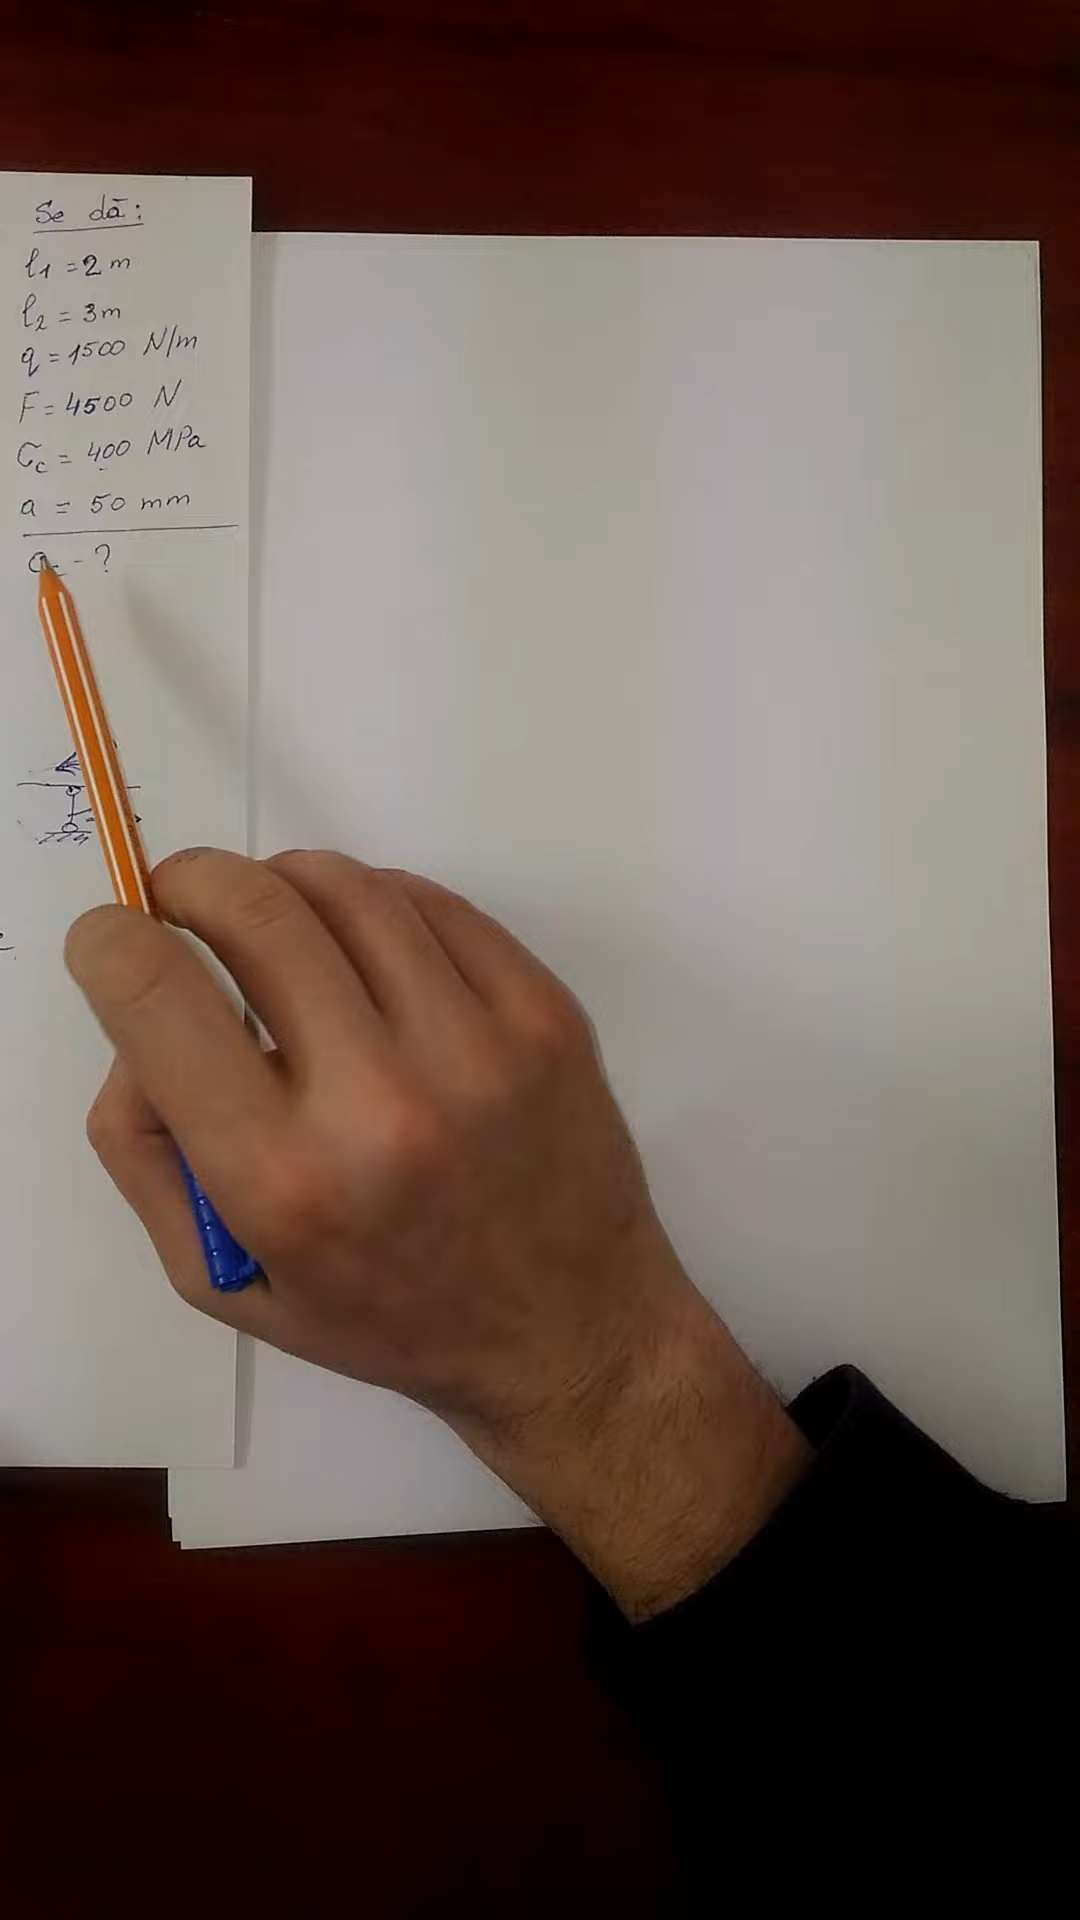 Se dă:
l₁ = 2 m
l₂ = 3 m
q = 1500 N/m
F = 4500 N
σc = 400 MPa
a = 50 mm
- ?